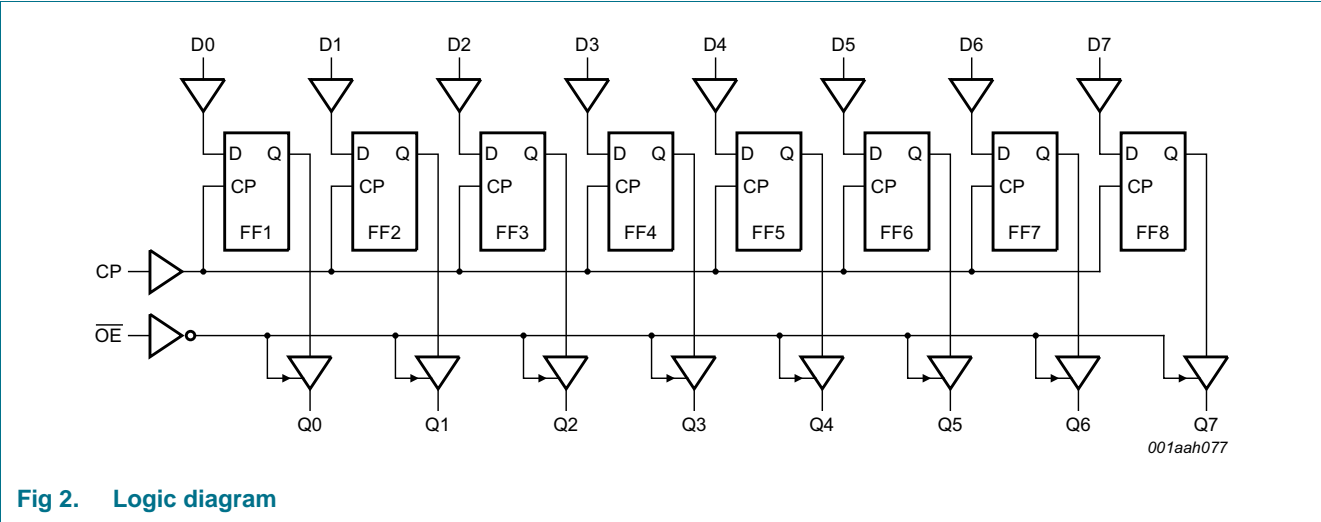 D0 D1 D2 D3 D4 D5 D6 D7
D Q D Q D Q D Q D Q D Q D Q D Q
CP CP CP CP CP CP CP CP
FF1 FF2 FF3 FF4 FF5 FF6 FF7 FF8
CP
O̅E̅
Q0 Q1 Q2 Q3 Q4 Q5 Q6 Q7
001aah077
Fig 2. Logic diagram